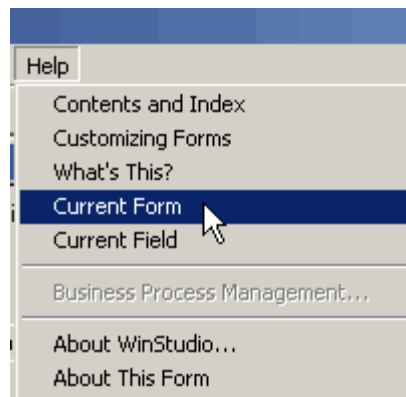 Help
Contents and Index
Customizing Forms
What's This?
Current Form
Current Field
Business Process Management...
About WinStudio...
About This Form